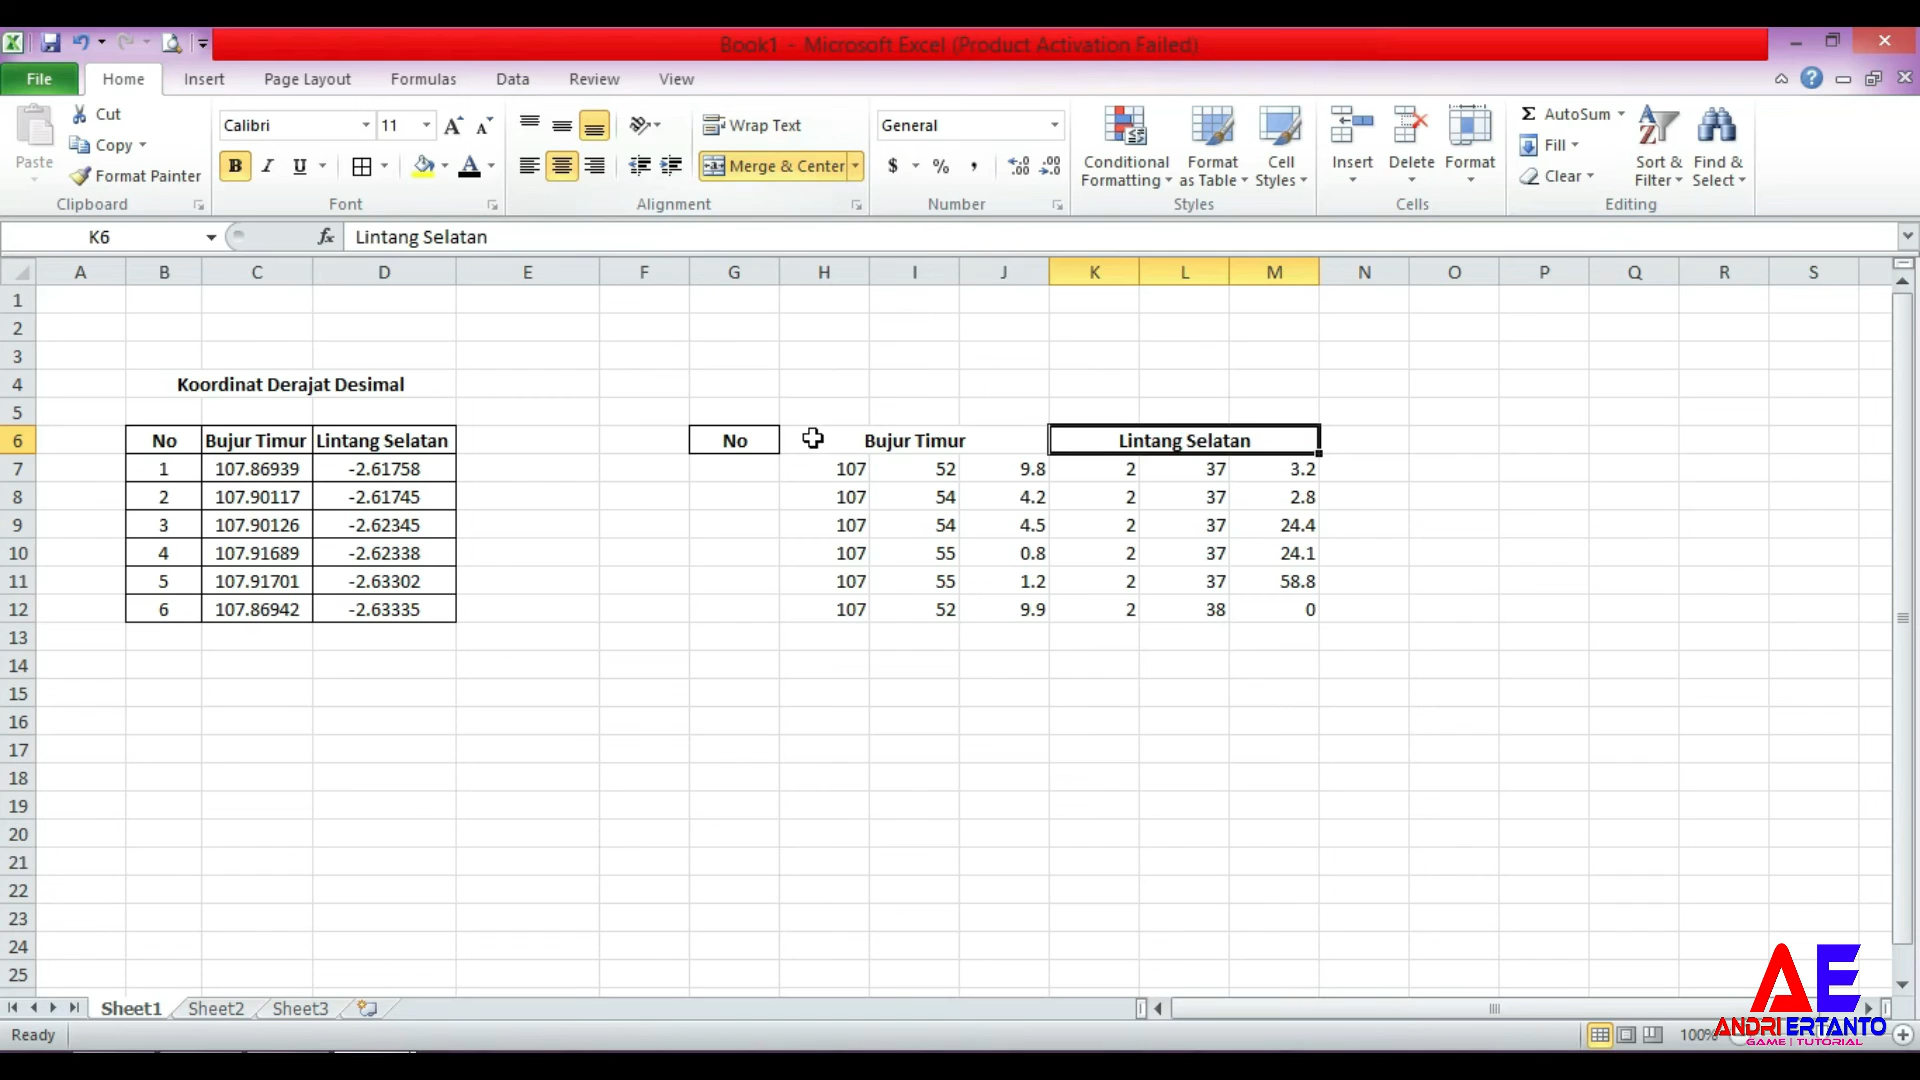 Book1 - Microsoft Excel (Product Activation Failed)
File Home Insert Page Layout Formulas Data Review View
Cut
Copy
Format Painter
Paste
Clipboard
Calibri 11
B I U A
Font
Wrap Text
Merge & Center
Alignment
General
$ % ,
Number
Conditional Formatting
Format as Table
Cell Styles
Styles
Insert Delete Format
Cells
AutoSum
Fill
Clear
Sort & Filter
Find & Select
Editing
K6 fx Lintang Selatan
A B C D E F G H I J K L M N O P Q R S
1
2
3
4 Koordinat Derajat Desimal
5
6 No Bujur Timur Lintang Selatan No Bujur Timur Lintang Selatan
7 1 107.86939 -2.61758 107 52 9.8 2 37 3.2
8 2 107.90117 -2.61745 107 54 4.2 2 37 2.8
9 3 107.90126 -2.62345 107 54 4.5 2 37 24.4
10 4 107.91689 -2.62338 107 55 0.8 2 37 24.1
11 5 107.91701 -2.63302 107 55 1.2 2 37 58.8
12 6 107.86942 -2.63335 107 52 9.9 2 38 0
13
14
15
16
17
18
19
20
21
22
23
24
25
Sheet1 Sheet2 Sheet3
Ready
100%
AE
ANDRI ERTANTO
GAME | TUTORIAL